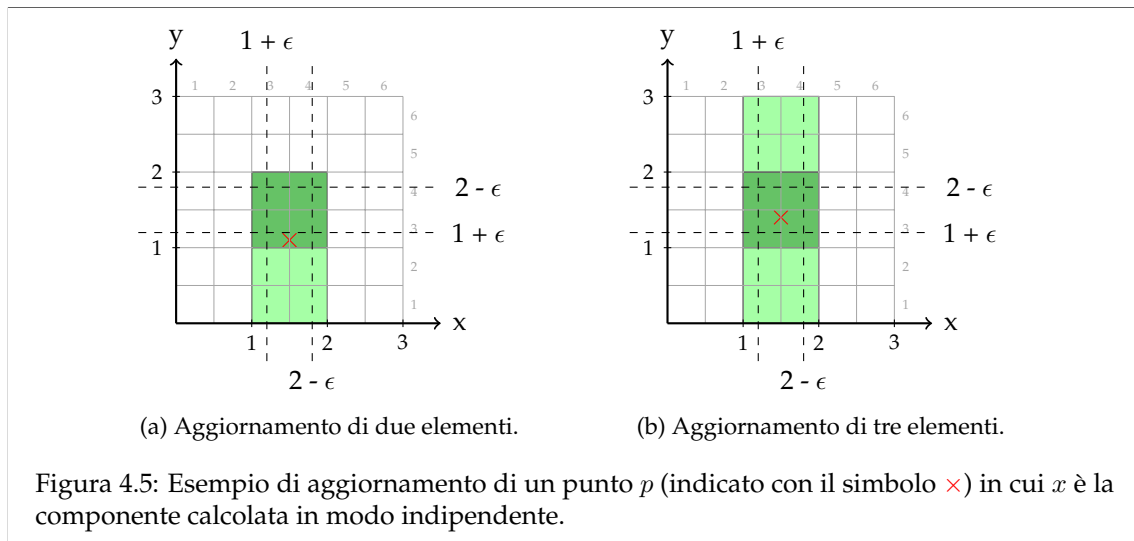 y
1 + ϵ
1 2 3 4 5 6
3
6
5
2
2 - ϵ
4
3
1 + ϵ
1
2
1
x
1 2 3
2 - ϵ
(a) Aggiornamento di due elementi.
y
1 + ϵ
1 2 3 4 5 6
3
6
5
2
2 - ϵ
4
3
1 + ϵ
1
2
1
x
1 2 3
2 - ϵ
(b) Aggiornamento di tre elementi.
Figura 4.5: Esempio di aggiornamento di un punto p (indicato con il simbolo ×) in cui x è la
componente calcolata in modo indipendente.